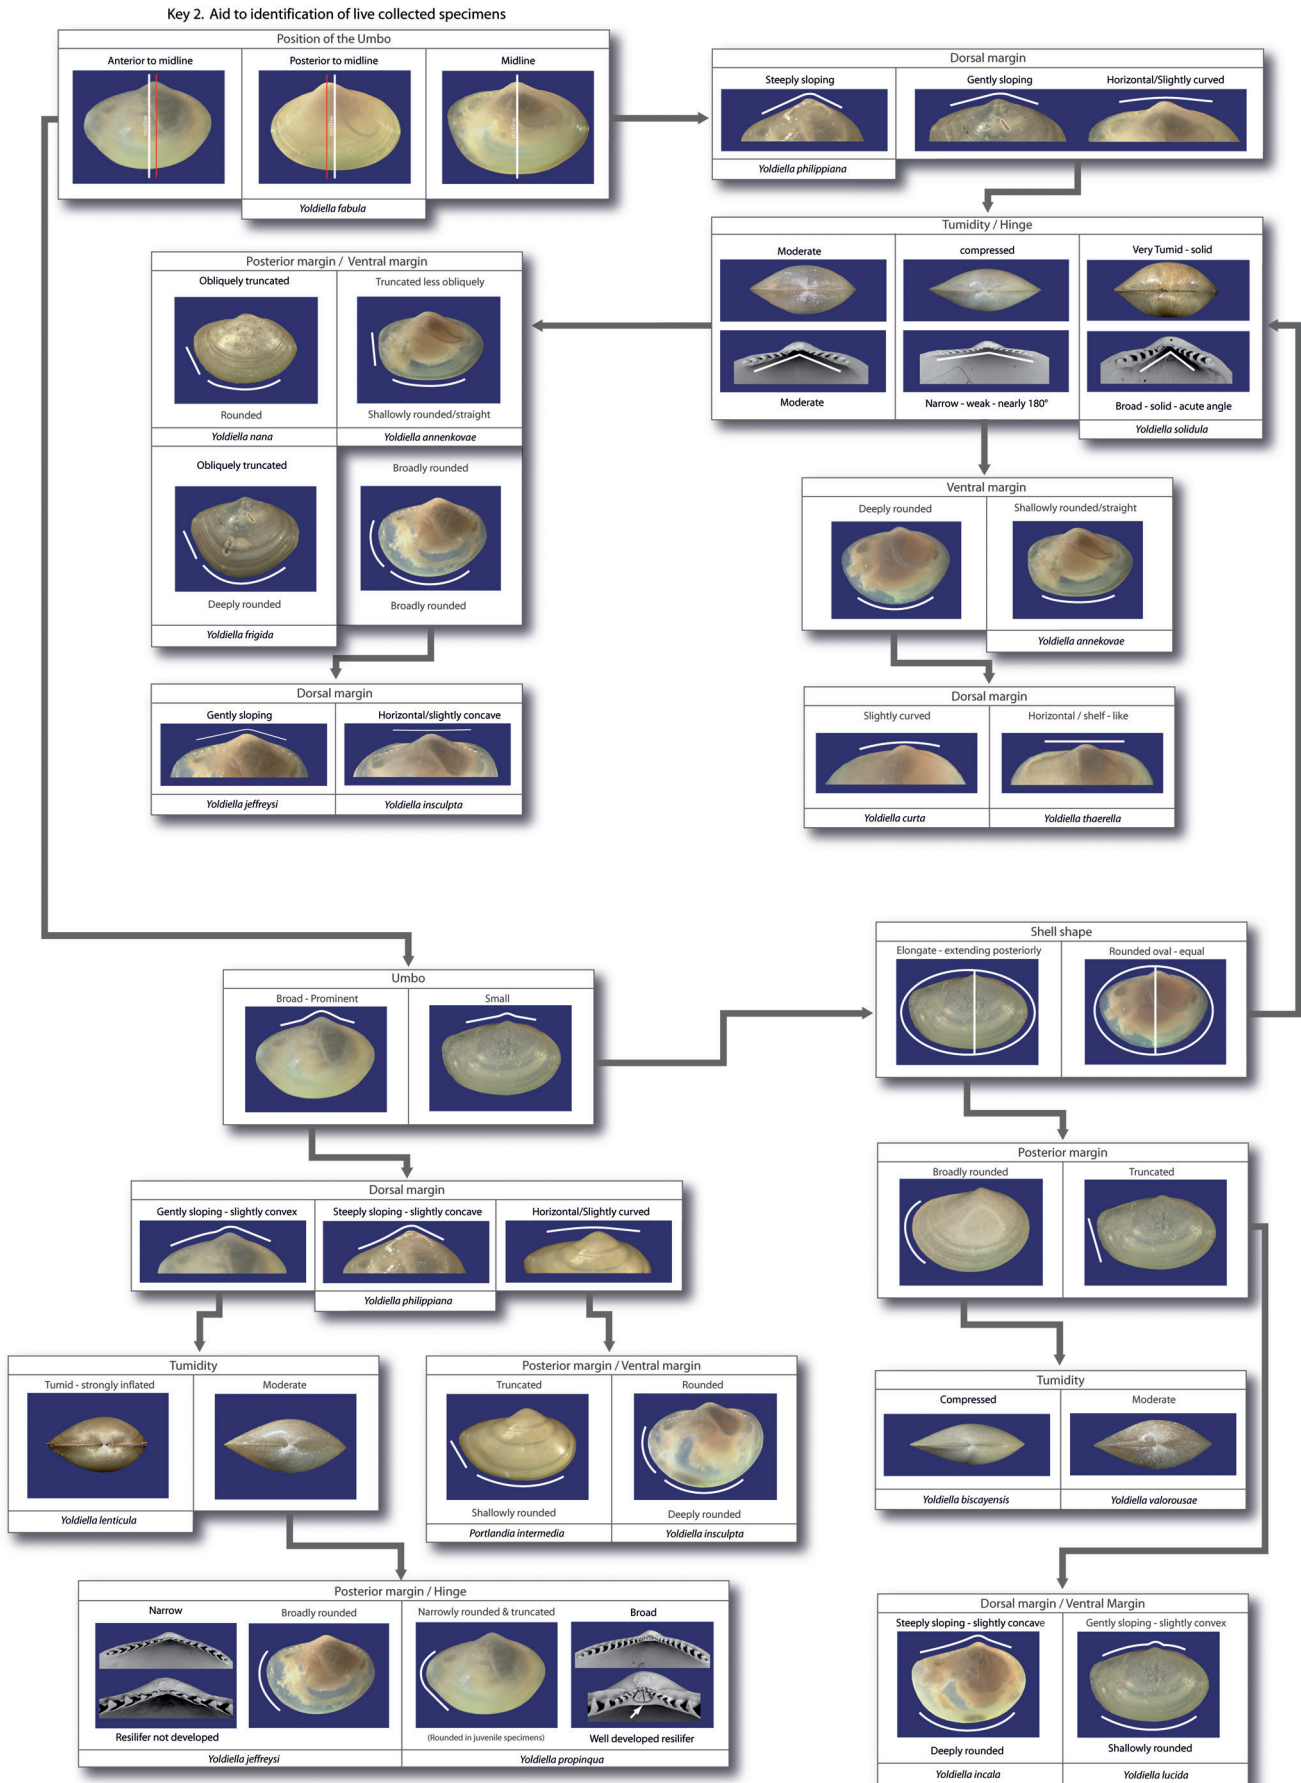 Key 2. Aid to identification of live collected specimens
Position of the Umbo
Anterior to midline
Posterior to midline
Midline
midline
midline
Yoldiella fabula
Dorsal margin
Steeply sloping
Gently sloping
Horizontal/Slightly curved
Yoldiella philippiana
Tumidity / Hinge
Moderate
compressed
Very Tumid - solid
Moderate
Narrow - weak - nearly 180°
Broad - solid - acute angle
Yoldiella solidula
Posterior margin / Ventral margin
Obliquely truncated
Truncated less obliquely
Rounded
Shallowly rounded/straight
Yoldiella nana
Yoldiella annenkovae
Obliquely truncated
Broadly rounded
Deeply rounded
Broadly rounded
Yoldiella frigida
Dorsal margin
Gently sloping
Horizontal/slightly concave
Yoldiella jeffreysi
Yoldiella insculpta
Ventral margin
Deeply rounded
Shallowly rounded/straight
Yoldiella annekovae
Dorsal margin
Slightly curved
Horizontal / shelf - like
Yoldiella curta
Yoldiella thaerella
Umbo
Broad - Prominent
Small
Shell shape
Elongate - extending posteriorly
Rounded oval - equal
Dorsal margin
Gently sloping - slightly convex
Steeply sloping - slightly concave
Horizontal/Slightly curved
Yoldiella philippiana
Posterior margin
Broadly rounded
Truncated
Tumidity
Tumid - strongly inflated
Moderate
Yoldiella lenticula
Posterior margin / Ventral margin
Truncated
Rounded
Shallowly rounded
Deeply rounded
Portlandia intermedia
Yoldiella insculpta
Tumidity
Compressed
Moderate
Yoldiella biscayensis
Yoldiella valorousae
Posterior margin / Hinge
Narrow
Broadly rounded
Narrowly rounded & truncated
Broad
Resilifer not developed
(Rounded in juvenile specimens)
Well developed resilifer
Yoldiella jeffreysi
Yoldiella propinqua
Dorsal margin / Ventral Margin
Steeply sloping - slightly concave
Gently sloping - slightly convex
Deeply rounded
Shallowly rounded
Yoldiella incala
Yoldiella lucida